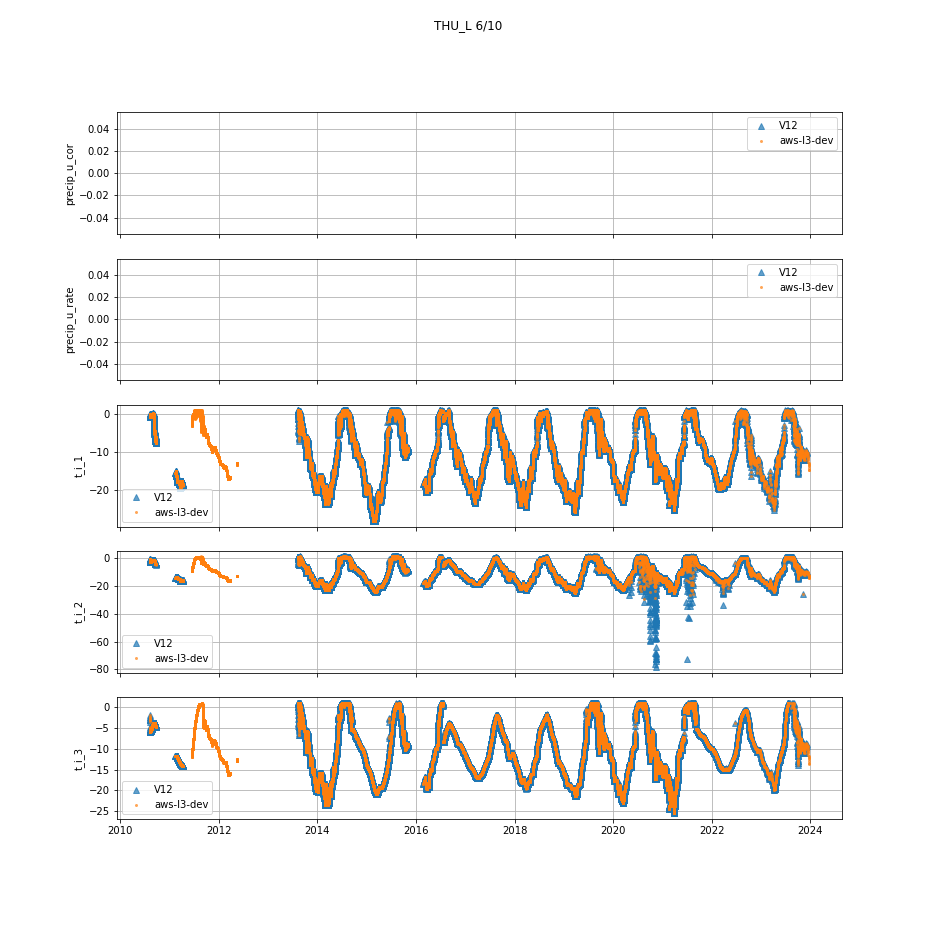 THU_L 6/10
precip_u_cor
0.04
0.02
0.00
−0.02
−0.04
V12
aws-l3-dev
precip_u_rate
0.04
0.02
0.00
−0.02
−0.04
V12
aws-l3-dev
t_i_1
0
−10
−20
V12
aws-l3-dev
t_i_2
0
−20
−40
−60
−80
V12
aws-l3-dev
t_i_3
0
−5
−10
−15
−20
−25
V12
aws-l3-dev
2010 2012 2014 2016 2018 2020 2022 2024